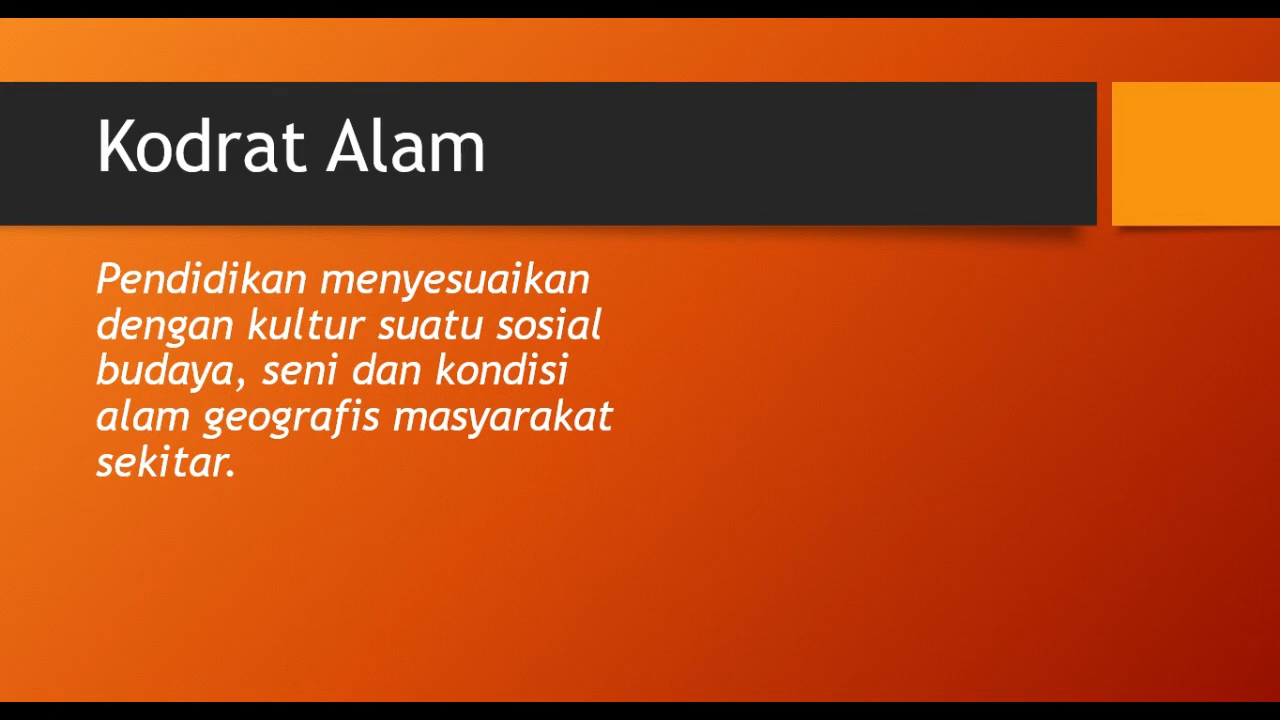 Kodrat Alam
Pendidikan menyesuaikan
dengan kultur suatu sosial
budaya, seni dan kondisi
alam geografis masyarakat
sekitar.